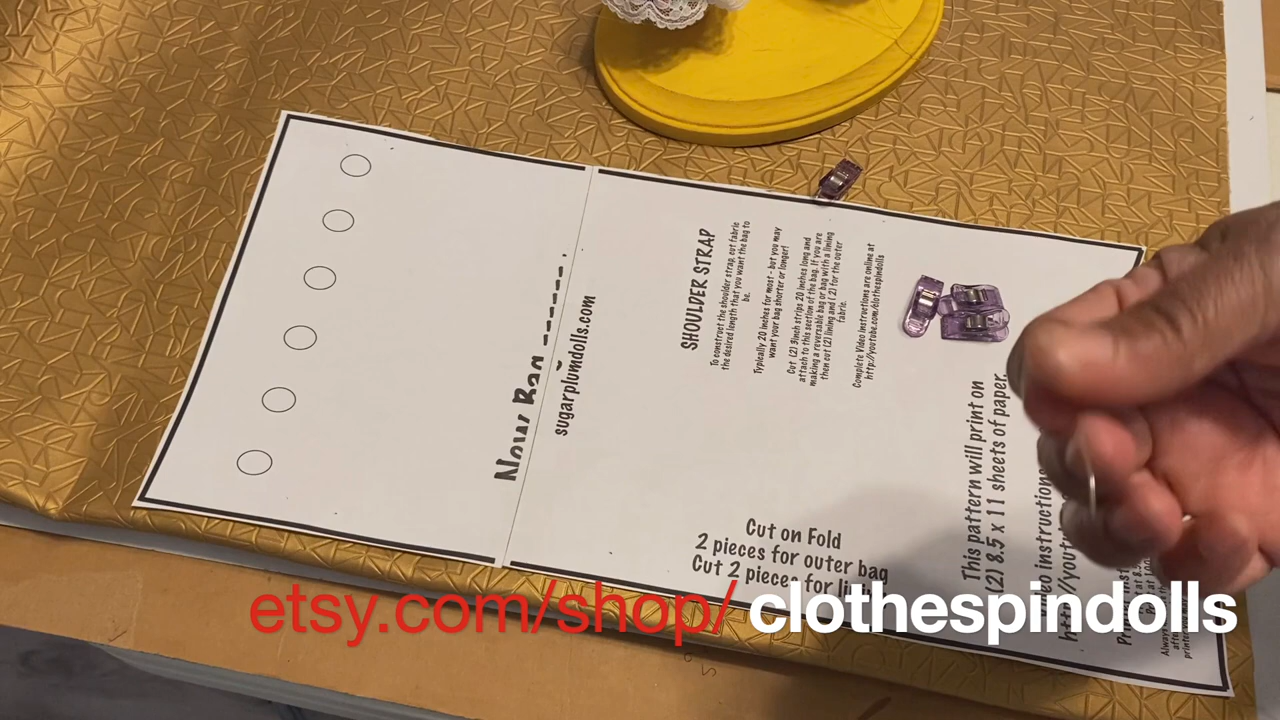 SHOULDER STRAP
To construct the shoulder strap, cut fabric
the desired length that you want the bag to
be.
Typically 20 inches for most - but you may
want your bag shorter or longer!
Cut (2) 9inch strips 20 inches long and
attach to this section of the bag. If you are
making a reversable bag or bag with a lining
then cut (2) lining and ( 2) for the outer
fabric.
Complete Video Instructions are online at
http://youtube.com/clothespindolls
sugarplumdolls.com
Cut on Fold
2 pieces for outer bag
Cut 2 pieces for
This pattern will print on
(2) 8.5 x 11 sheets of paper.
video instructions
etsy.com/shop/ clothespindolls